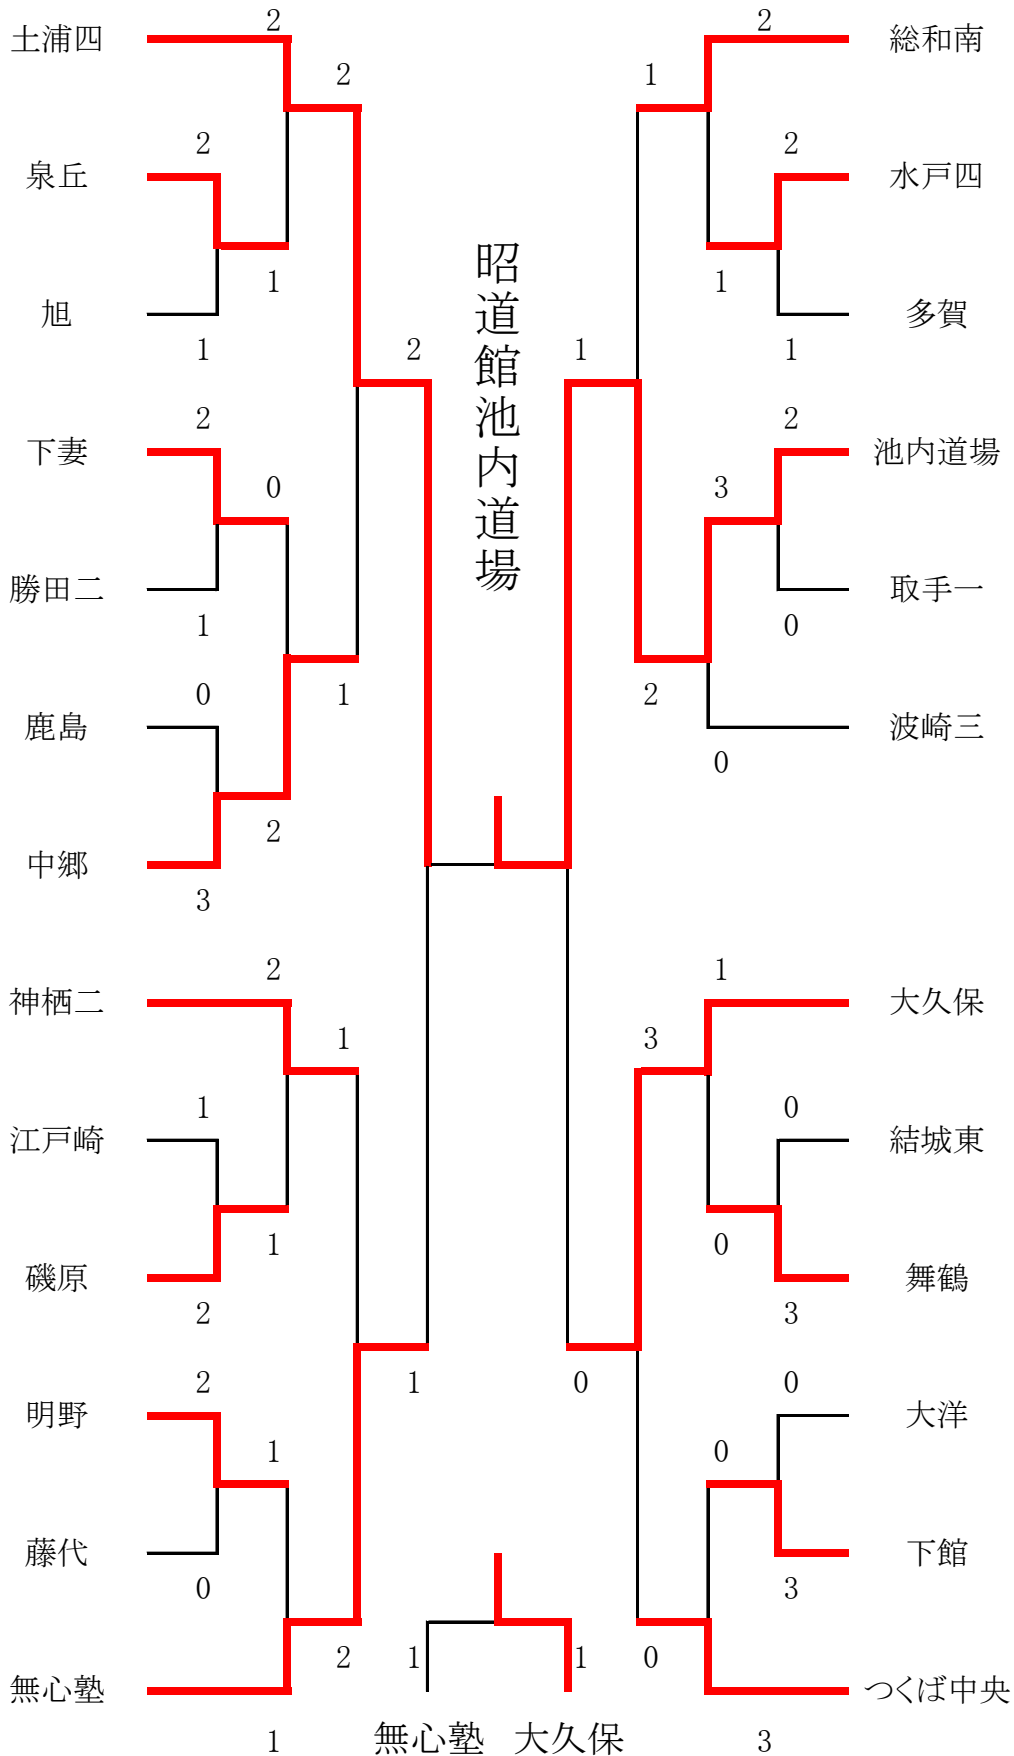 土浦四 2 2 総和南
2 1
泉丘 2 2 水戸四
1 1
旭 多賀
1 2 1 1
昭道館池内道場
下妻 2 2 池内道場
0 3
勝田二 取手一
1 0
0 1 2
鹿島 波崎三
0
2
中郷
3
神栖二 2 1 大久保
1 3
江戸崎 1 0 結城東
1 0
磯原 舞鶴
2 3
2 1 0 0
明野 大洋
1 0
藤代 下館
0 3
2 1 1 0
無心塾 つくば中央
1 無心塾 大久保 3